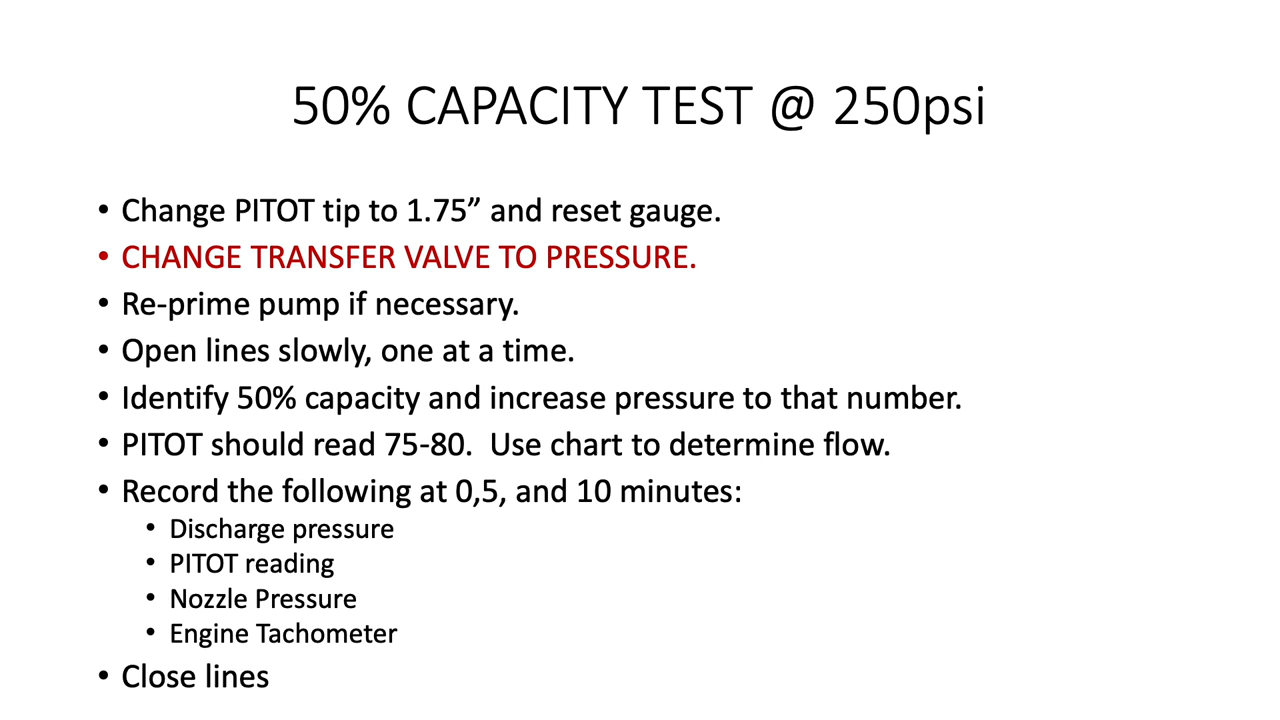 50% CAPACITY TEST @ 250psi
• Change PITOT tip to 1.75” and reset gauge.
• CHANGE TRANSFER VALVE TO PRESSURE.
• Re-prime pump if necessary.
• Open lines slowly, one at a time.
• Identify 50% capacity and increase pressure to that number.
• PITOT should read 75-80.  Use chart to determine flow.
• Record the following at 0,5, and 10 minutes:
• Discharge pressure
• PITOT reading
• Nozzle Pressure
• Engine Tachometer
• Close lines